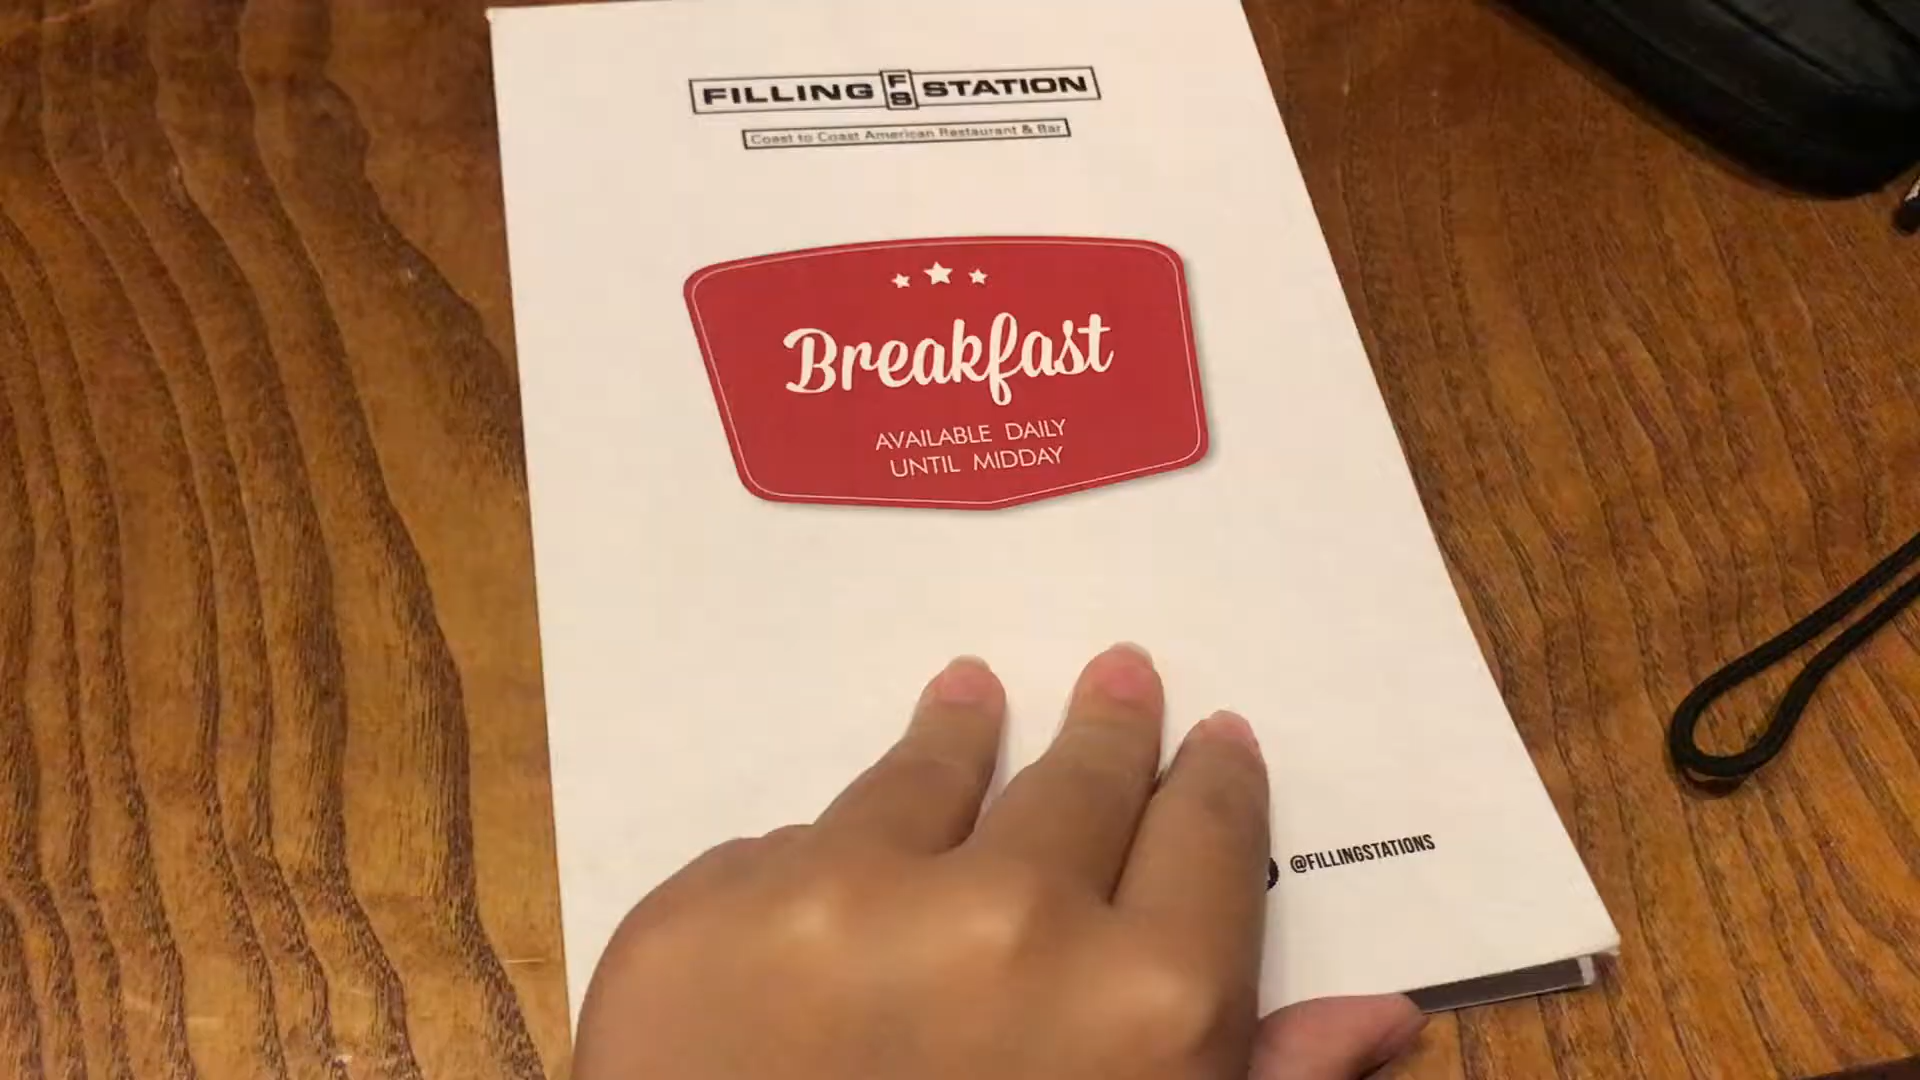 FILLING FS STATION
Coast to Coast American Restaurant & Bar
Breakfast
AVAILABLE DAILY
UNTIL MIDDAY
@FILLINGSTATIONS